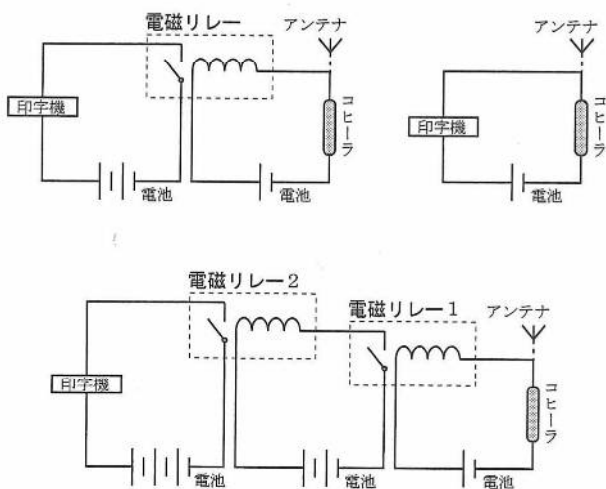 電磁リレー
アンテナ
印字機
コヒーラ
電池
電池
アンテナ
印字機
コヒーラ
電池
電磁リレー2
電磁リレー1
アンテナ
印字機
コヒーラ
電池
電池
電池